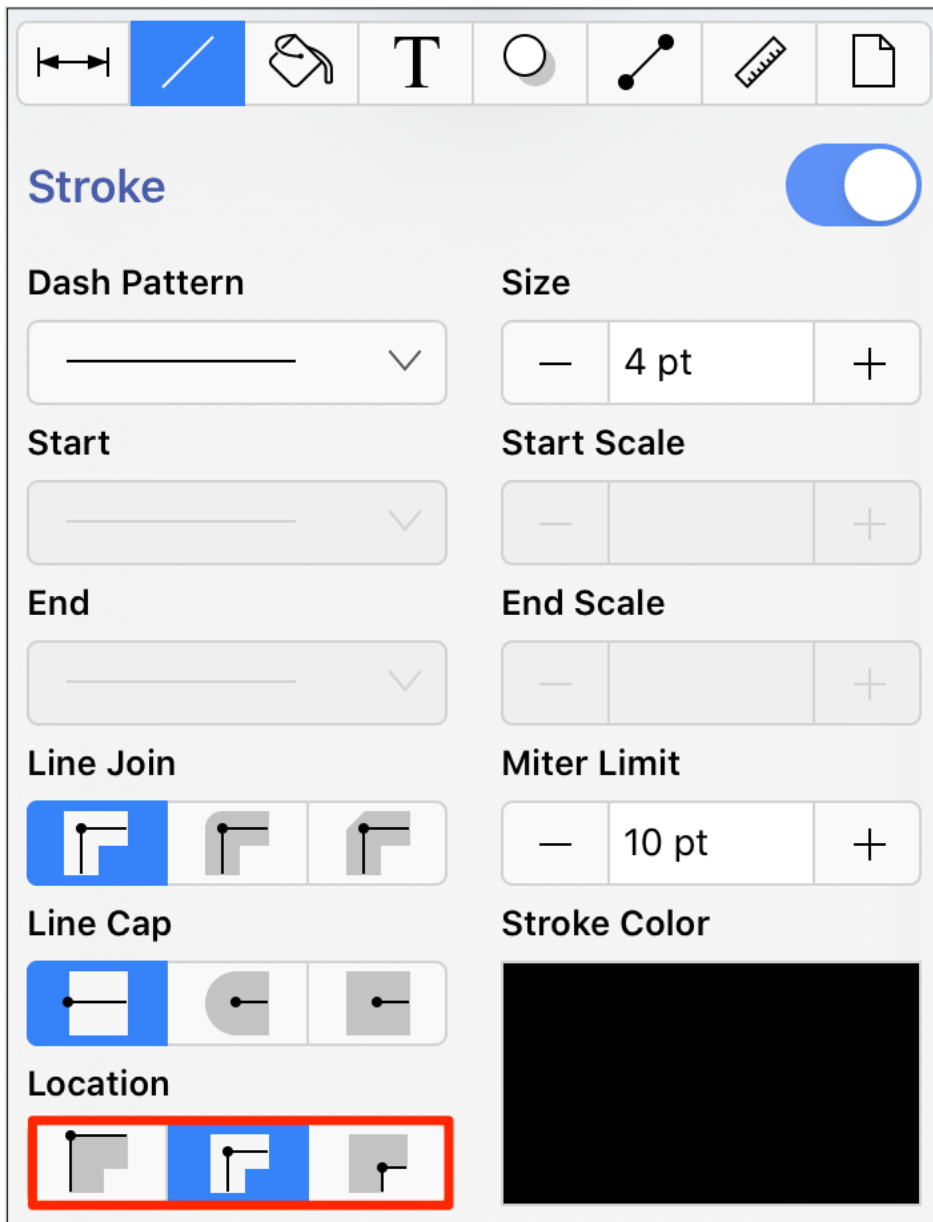 T
Stroke
Dash Pattern
Size
4 pt
Start
Start Scale
End
End Scale
Line Join
Miter Limit
10 pt
Line Cap
Stroke Color
Location